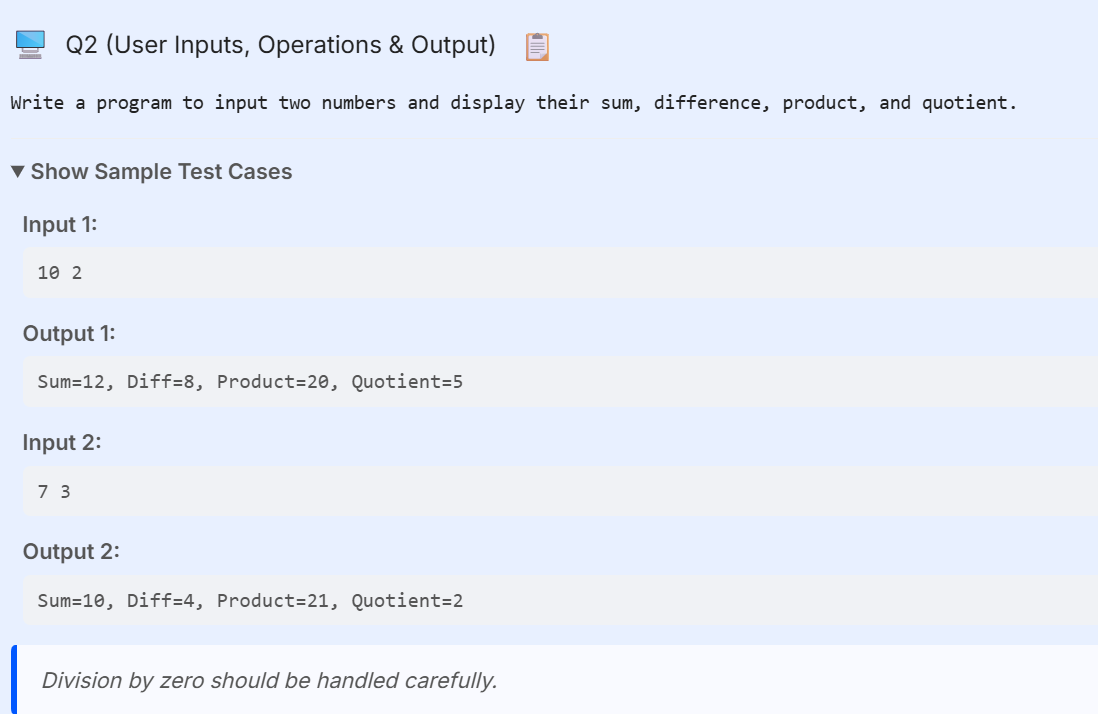 Q2 (User Inputs, Operations & Output)
Write a program to input two numbers and display their sum, difference, product, and quotient.
Show Sample Test Cases
Input 1:
10 2
Output 1:
Sum=12, Diff=8, Product=20, Quotient=5
Input 2:
7 3
Output 2:
Sum=10, Diff=4, Product=21, Quotient=2
Division by zero should be handled carefully.